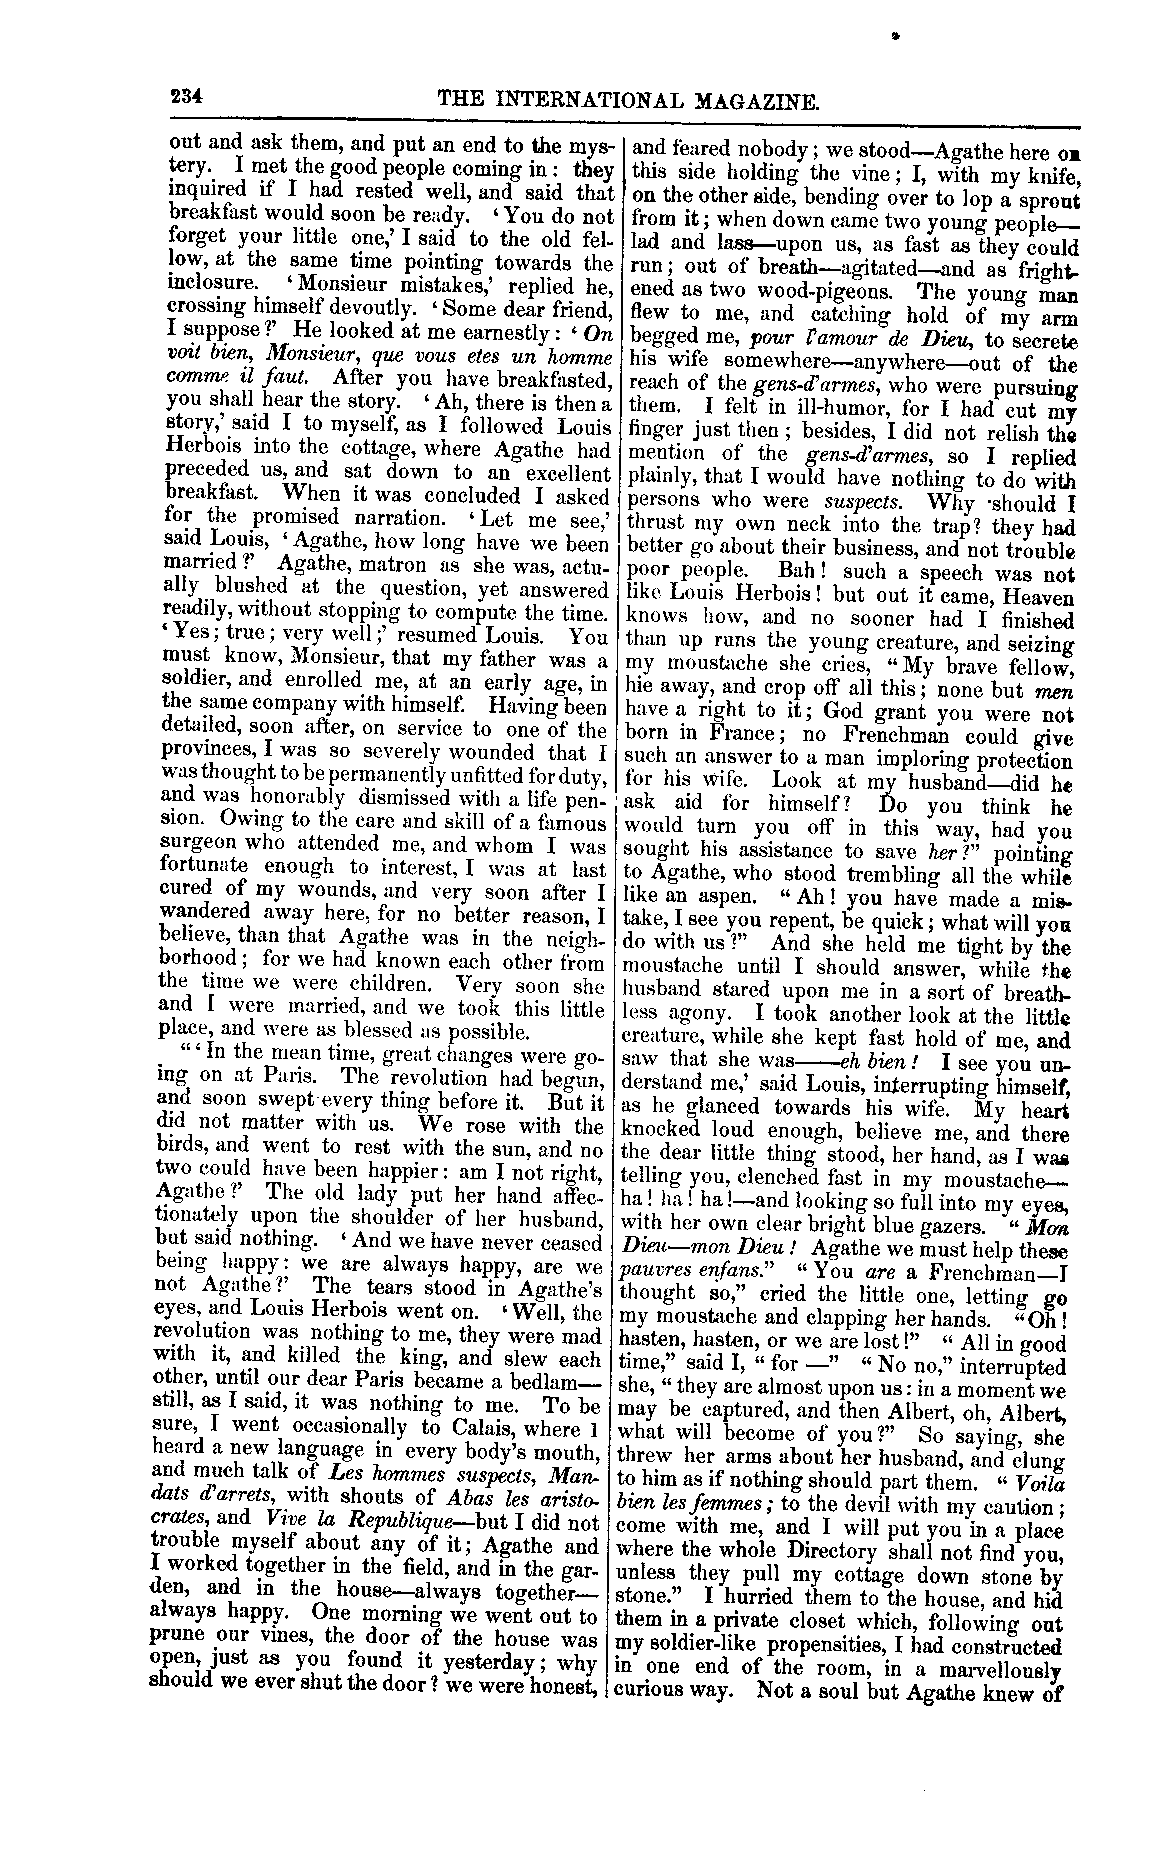 234
THE INTERNATIONAL MAGAZINE.
out and ask them, and put an end to the mys-
tery. I met the good people coming in: they
inquired if I had rested well, and said that
breakfast would soon be ready. ‘You do not
forget your little one,’ I said to the old fel-
low, at the same time pointing towards the
inclosure. ‘Monsieur mistakes,’ replied he,
crossing himself devoutly. ‘Some dear friend,
I suppose?’ He looked at me earnestly: ‘On
voit bien, Monsieur, que vous etes un homme
comme il faut. After you have breakfasted,
you shall hear the story. ‘Ah, there is then a
story,’ said I to myself, as I followed Louis
Herbois into the cottage, where Agathe had
preceded us, and sat down to an excellent
breakfast. When it was concluded I asked
for the promised narration. ‘Let me see,’
said Louis, ‘Agathe, how long have we been
married?’ Agathe, matron as she was, actu-
ally blushed at the question, yet answered
readily, without stopping to compute the time.
‘Yes; true; very well;’ resumed Louis. You
must know, Monsieur, that my father was a
soldier, and enrolled me, at an early age, in
the same company with himself. Having been
detailed, soon after, on service to one of the
provinces, I was so severely wounded that I
was thought to be permanently unfitted for duty,
and was honorably dismissed with a life pen-
sion. Owing to the care and skill of a famous
surgeon who attended me, and whom I was
fortunate enough to interest, I was at last
cured of my wounds, and very soon after I
wandered away here, for no better reason, I
believe, than that Agathe was in the neigh-
borhood; for we had known each other from
the time we were children. Very soon she
and I were married, and we took this little
place, and were as blessed as possible.
“‘In the mean time, great changes were go-
ing on at Paris. The revolution had begun,
and soon swept every thing before it. But it
did not matter with us. We rose with the
birds, and went to rest with the sun, and no
two could have been happier: am I not right,
Agathe?’ The old lady put her hand affec-
tionately upon the shoulder of her husband,
but said nothing. ‘And we have never ceased
being happy: we are always happy, are we
not Agathe?’ The tears stood in Agathe’s
eyes, and Louis Herbois went on. ‘Well, the
revolution was nothing to me, they were mad
with it, and killed the king, and slew each
other, until our dear Paris became a bedlam—
still, as I said, it was nothing to me. To be
sure, I went occasionally to Calais, where I
heard a new language in every body’s mouth,
and much talk of Les hommes suspects, Man-
dats d’arrets, with shouts of Abas les aristo-
crates, and Vive la Republique—but I did not
trouble myself about any of it; Agathe and
I worked together in the field, and in the gar-
den, and in the house—always together—
always happy. One morning we went out to
prune our vines, the door of the house was
open, just as you found it yesterday; why
should we ever shut the door? we were honest,
and feared nobody; we stood—Agathe here on
this side holding the vine; I, with my knife,
on the other side, bending over to lop a sprout
from it; when down came two young people—
lad and lass—upon us, as fast as they could
run; out of breath—agitated—and as fright-
ened as two wood-pigeons. The young man
flew to me, and catching hold of my arm
begged me, pour l’amour de Dieu, to secrete
his wife somewhere—anywhere—out of the
reach of the gens-d’armes, who were pursuing
them. I felt in ill-humor, for I had cut my
finger just then; besides, I did not relish the
mention of the gens-d’armes, so I replied
plainly, that I would have nothing to do with
persons who were suspects. Why should I
thrust my own neck into the trap? they had
better go about their business, and not trouble
poor people. Bah! such a speech was not
like Louis Herbois! but out it came, Heaven
knows how, and no sooner had I finished
than up runs the young creature, and seizing
my moustache she cries, “My brave fellow,
hie away, and crop off all this; none but men
have a right to it; God grant you were not
born in France; no Frenchman could give
such an answer to a man imploring protection
for his wife. Look at my husband—did he
ask aid for himself? Do you think he
would turn you off in this way, had you
sought his assistance to save her?” pointing
to Agathe, who stood trembling all the while
like an aspen. “Ah! you have made a mis-
take, I see you repent, be quick; what will you
do with us?” And she held me tight by the
moustache until I should answer, while the
husband stared upon me in a sort of breath-
less agony. I took another look at the little
creature, while she kept fast hold of me, and
saw that she was——eh bien! I see you un-
derstand me,’ said Louis, interrupting himself,
as he glanced towards his wife. My heart
knocked loud enough, believe me, and there
the dear little thing stood, her hand, as I was
telling you, clenched fast in my moustache—
ha! ha! ha!—and looking so full into my eyes,
with her own clear bright blue gazers. “Mon
Dieu—mon Dieu! Agathe we must help these
pauvres enfans.” “You are a Frenchman—I
thought so,” cried the little one, letting go
my moustache and clapping her hands. “Oh!
hasten, hasten, or we are lost!” “All in good
time,” said I, “for —” “No no,” interrupted
she, “they are almost upon us: in a moment we
may be captured, and then Albert, oh, Albert,
what will become of you?” So saying, she
threw her arms about her husband, and clung
to him as if nothing should part them. “Voila
bien les femmes; to the devil with my caution;
come with me, and I will put you in a place
where the whole Directory shall not find you,
unless they pull my cottage down stone by
stone.” I hurried them to the house, and hid
them in a private closet which, following out
my soldier-like propensities, I had constructed
in one end of the room, in a marvellously
curious way. Not a soul but Agathe knew of